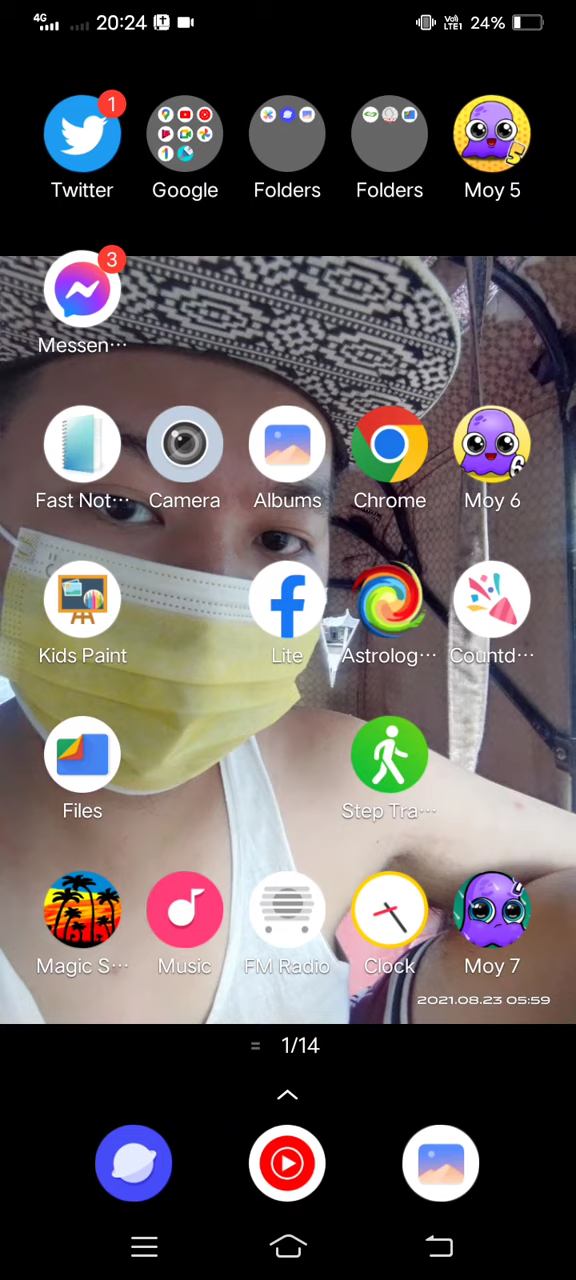 4G 20:24 VoLTE1 24%
1
Twitter Google Folders Folders Moy 5
3
Messen···
Fast Not··· Camera Albums Chrome Moy 6
Kids Paint Lite Astrolog··· Countd···
Files Step Tra···
Magic S··· Music FM Radio Clock Moy 7
2021.08.23 05:59
1/14